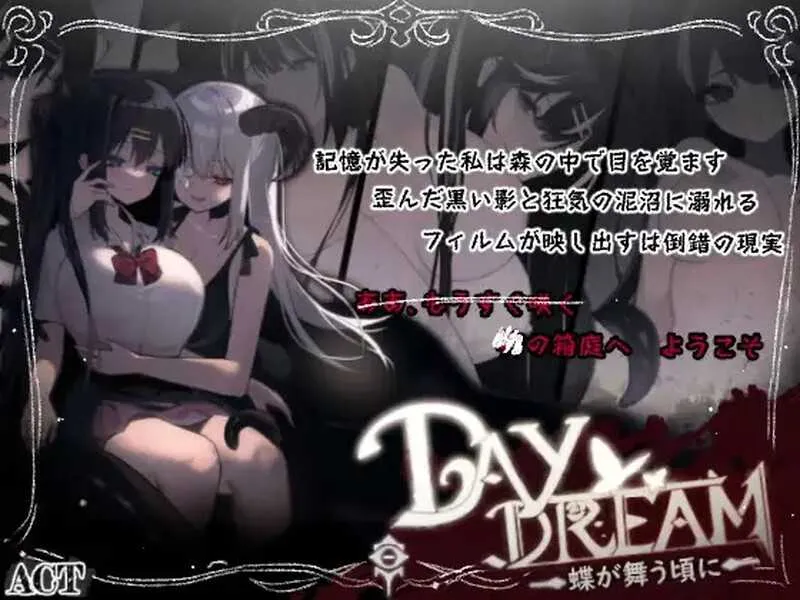 記憶が失った私は森の中で目を覚ます
歪んだ黒い影と狂気の泥沼に溺れる
フィルムが映し出すは倒錯の現実
ああ、もうすぐ咲く
の箱庭へ ようこそ
DAY
DREAM
蝶が舞う頃に
ACT